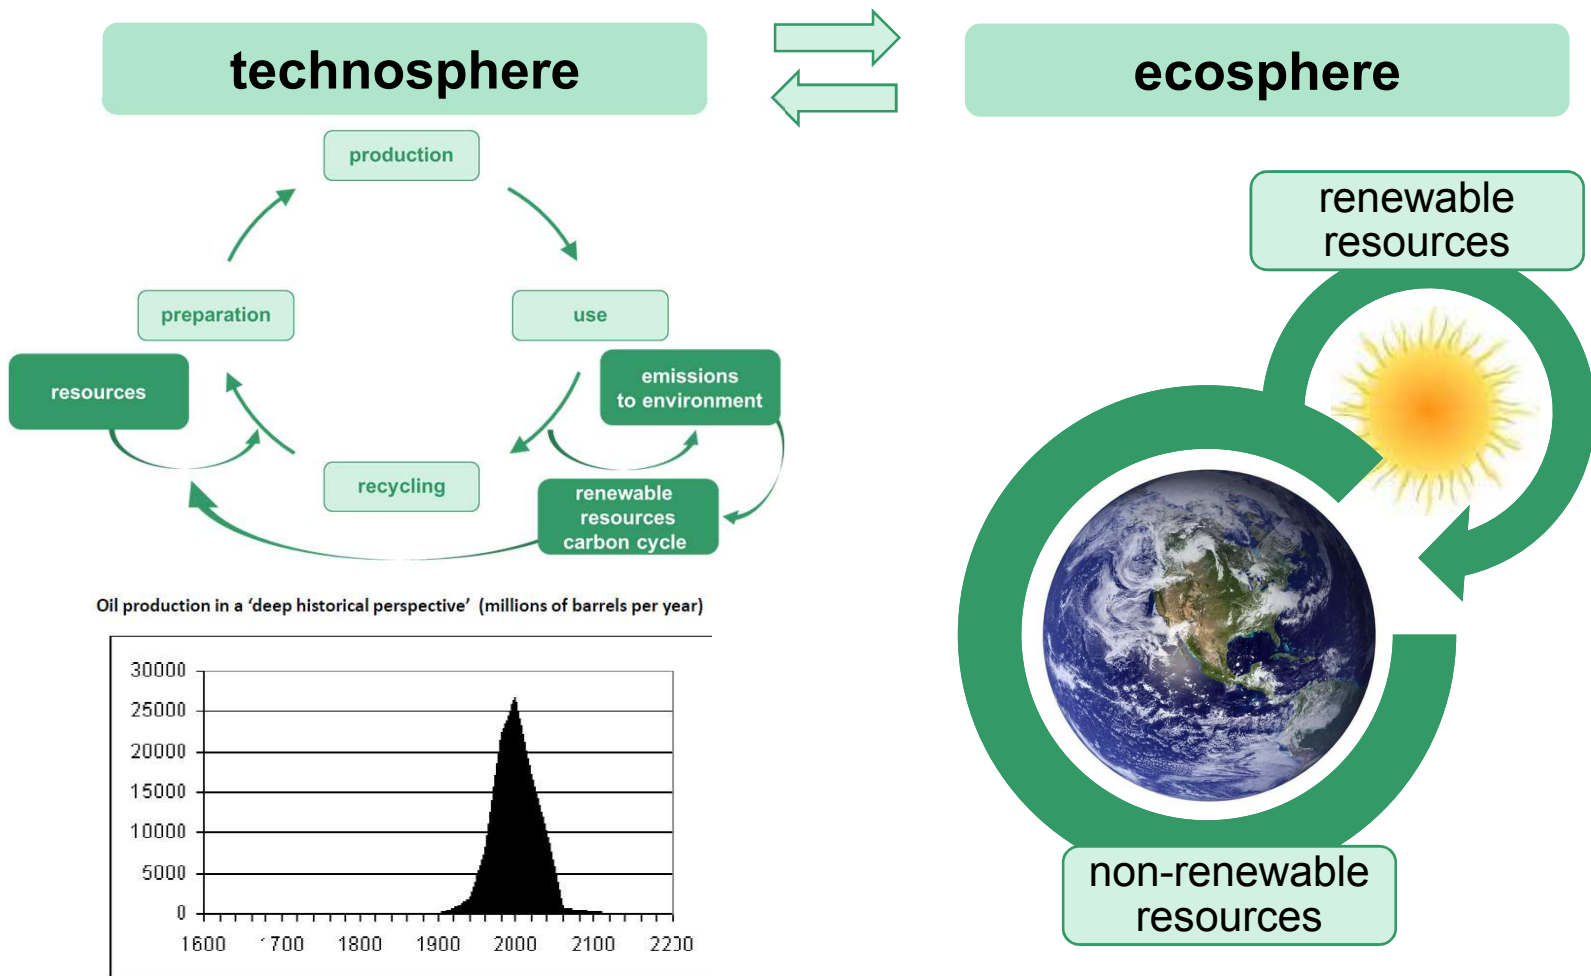 technosphere
ecosphere
production
preparation
use
resources
emissions
to environment
recycling
renewable
resources
carbon cycle
Oil production in a ‘deep historical perspective’ (millions of barrels per year)
30000
25000
20000
15000
10000
5000
0
1600 1700 1800 1900 2000 2100 2200
renewable
resources
non-renewable
resources